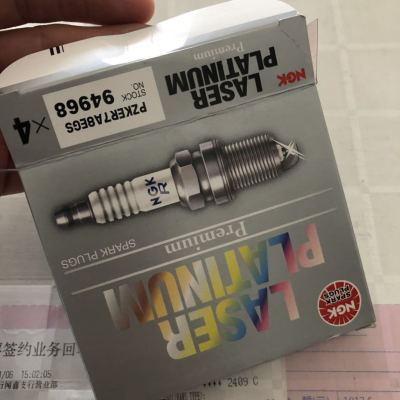 NGK
LASER
PLATINUM
Premium
PZKER7A8EGS
STOCK
NO.
94968
× 4
NGK
R
SPARK PLUGS
Premium
LASER
PLATINUM
NGK
SPARK
PLUGS
签约业务回
/06 15:02:05
2409 C